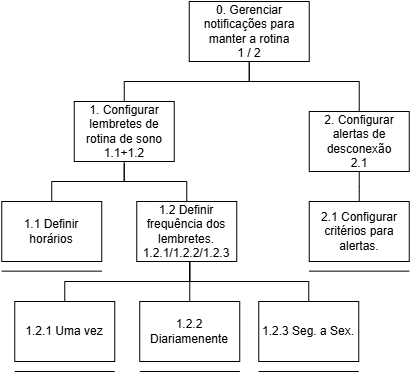 0. Gerenciar
notificações para
manter a rotina
1 / 2
1. Configurar
lembretes de
rotina de sono
1.1+1.2
2. Configurar
alertas de
desconexão
2.1
1.1 Definir
horários
1.2 Definir
frequência dos
lembretes.
1.2.1/1.2.2/1.2.3
2.1 Configurar
critérios para
alertas.
1.2.1 Uma vez
1.2.2
Diariamenente
1.2.3 Seg. a Sex.